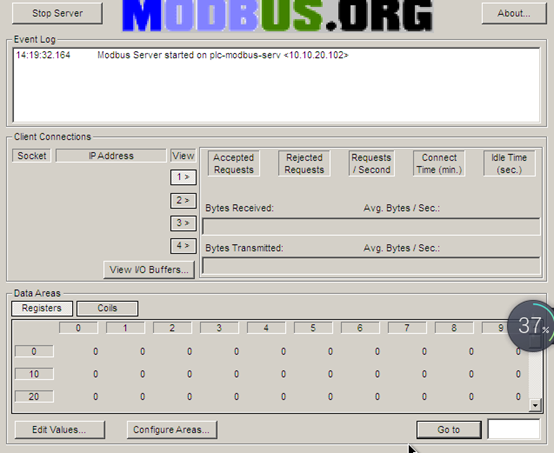 Stop Server
MODBUS.ORG
About...
Event Log
14:19:32.164 Modbus Server started on plc-modbus-serv <10.10.20.102>
Client Connections
Socket IP Address View
Accepted Requests Rejected Requests Requests / Second Connect Time (min.) Idle Time (sec.)
1 >
2 >
3 >
4 >
Bytes Received: Avg. Bytes / Sec.:
Bytes Transmitted: Avg. Bytes / Sec.:
View I/O Buffers...
Data Areas
Registers Coils
0 1 2 3 4 5 6 7 8 9
0 0 0 0 0 0 0 0 0 0 0
10 0 0 0 0 0 0 0 0 0 0
20 0 0 0 0 0 0 0 0 0 0
37%
Edit Values... Configure Areas... Go to